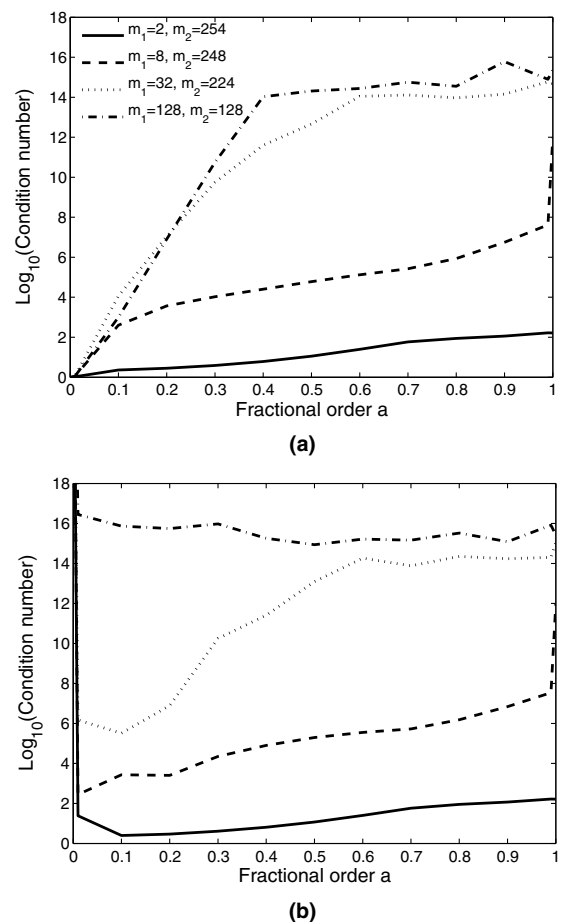 18
16
14
12
10
8
6
4
2
0
Log10(Condition number)
m1=2, m2=254
m1=8, m2=248
m1=32, m2=224
m1=128, m2=128
0 0.1 0.2 0.3 0.4 0.5 0.6 0.7 0.8 0.9 1
Fractional order a
(a)
18
16
14
12
10
8
6
4
2
0
Log10(Condition number)
0 0.1 0.2 0.3 0.4 0.5 0.6 0.7 0.8 0.9 1
Fractional order a
(b)